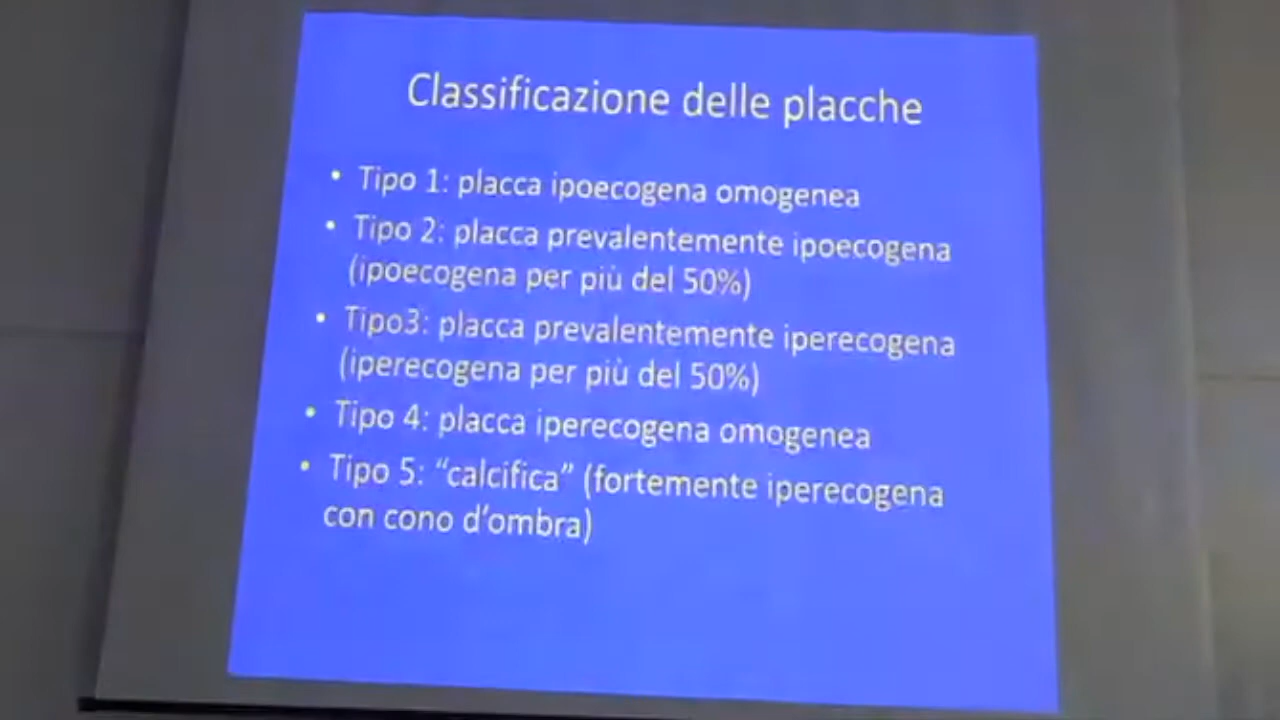 Classificazione delle placche
• Tipo 1: placca ipoecogena omogenea
• Tipo 2: placca prevalentemente ipoecogena
(ipoecogena per più del 50%)
• Tipo3: placca prevalentemente iperecogena
(iperecogena per più del 50%)
• Tipo 4: placca iperecogena omogenea
• Tipo 5: “calcifica” (fortemente iperecogena
con cono d’ombra)